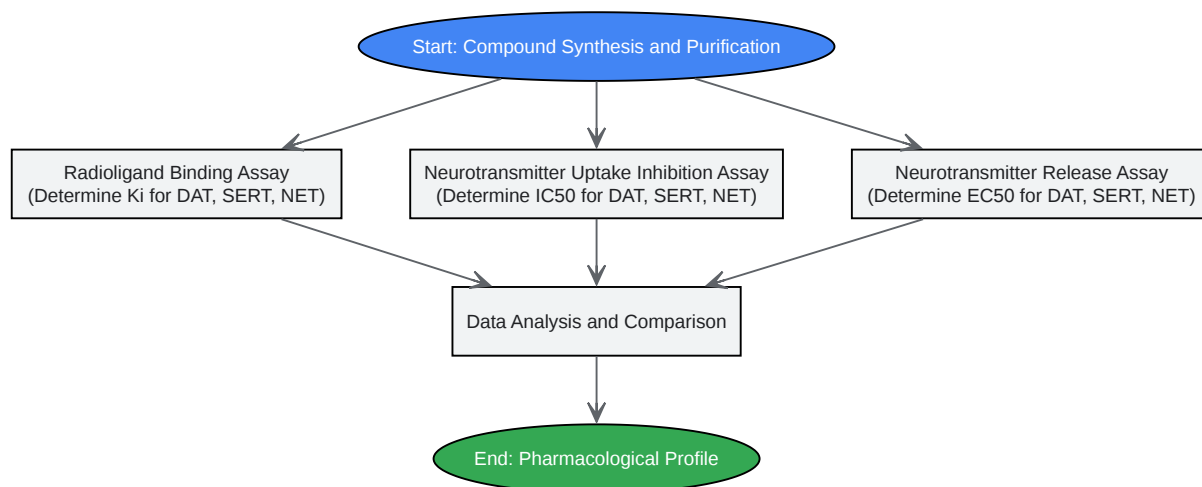 Start: Compound Synthesis and Purification
Radioligand Binding Assay
(Determine Ki for DAT, SERT, NET)
Neurotransmitter Uptake Inhibition Assay
(Determine IC50 for DAT, SERT, NET)
Neurotransmitter Release Assay
(Determine EC50 for DAT, SERT, NET)
Data Analysis and Comparison
End: Pharmacological Profile